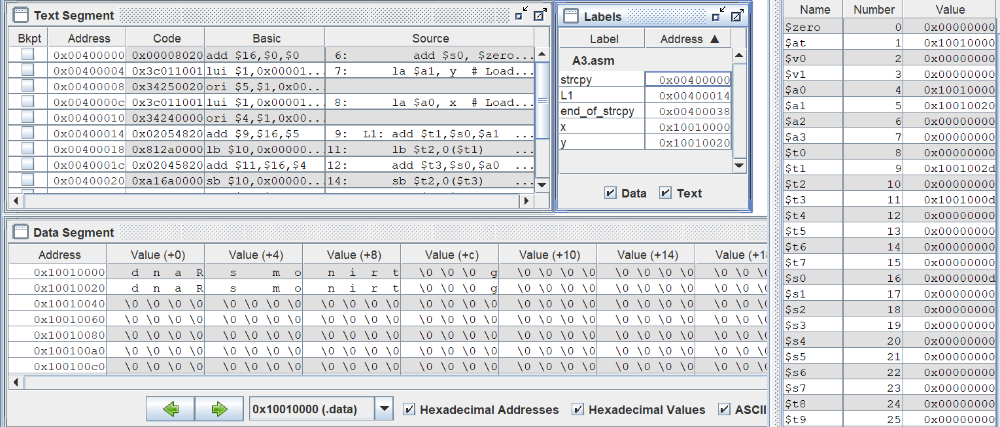 Text Segment
Bkpt Address Code Basic Source
0x00400000 0x00008020 add $16,$0,$0 6: add $s0, $zero...
0x00400004 0x3c011001 lui $1,0x00001... 7: la $a1, y # Load...
0x00400008 0x34250020 ori $5,$1,0x00...
0x0040000c 0x3c011001 lui $1,0x00001... 8: la $a0, x # Load...
0x00400010 0x34240000 ori $4,$1,0x00...
0x00400014 0x02054820 add $9,$16,$5 9: L1: add $t1,$s0,$a1 ...
0x00400018 0x812a0000 lb $10,0x00000... 11: lb $t2,0($t1) ...
0x0040001c 0x02045820 add $11,$16,$4 12: add $t3,$s0,$a0 ...
0x00400020 0xa16a0000 sb $10,0x00000... 14: sb $t2,0($t3) ...
Labels
Label Address ▲
A3.asm
strcpy 0x00400000
L1 0x00400014
end_of_strcpy 0x00400038
x 0x10010000
y 0x10010020
Data Text
Data Segment
Address Value (+0) Value (+4) Value (+8) Value (+c) Value (+10) Value (+14) Value (+18
0x10010000 d n a R s m o n i r t \0 \0 \0 g \0 \0 \0 \0 \0 \0 \0 \0 \0 \0 \0
0x10010020 d n a R s m o n i r t \0 \0 \0 g \0 \0 \0 \0 \0 \0 \0 \0 \0 \0 \0
0x10010040 \0 \0 \0 \0 \0 \0 \0 \0 \0 \0 \0 \0 \0 \0 \0 \0 \0 \0 \0 \0 \0 \0 \0 \0 \0 \0 \0
0x10010060 \0 \0 \0 \0 \0 \0 \0 \0 \0 \0 \0 \0 \0 \0 \0 \0 \0 \0 \0 \0 \0 \0 \0 \0 \0 \0 \0
0x10010080 \0 \0 \0 \0 \0 \0 \0 \0 \0 \0 \0 \0 \0 \0 \0 \0 \0 \0 \0 \0 \0 \0 \0 \0 \0 \0 \0
0x100100a0 \0 \0 \0 \0 \0 \0 \0 \0 \0 \0 \0 \0 \0 \0 \0 \0 \0 \0 \0 \0 \0 \0 \0 \0 \0 \0 \0
0x100100c0 \0 \0 \0 \0 \0 \0 \0 \0 \0 \0 \0 \0 \0 \0 \0 \0 \0 \0 \0 \0 \0 \0 \0 \0 \0 \0 \0
0x10010000 (.data) Hexadecimal Addresses Hexadecimal Values ASCII
Name Number Value
$zero 0 0x00000000
$at 1 0x10010000
$v0 2 0x00000000
$v1 3 0x00000000
$a0 4 0x10010000
$a1 5 0x10010020
$a2 6 0x00000000
$a3 7 0x00000000
$t0 8 0x00000000
$t1 9 0x1001002d
$t2 10 0x00000000
$t3 11 0x1001000d
$t4 12 0x00000000
$t5 13 0x00000000
$t6 14 0x00000000
$t7 15 0x00000000
$s0 16 0x0000000d
$s1 17 0x00000000
$s2 18 0x00000000
$s3 19 0x00000000
$s4 20 0x00000000
$s5 21 0x00000000
$s6 22 0x00000000
$s7 23 0x00000000
$t8 24 0x00000000
$t9 25 0x00000000